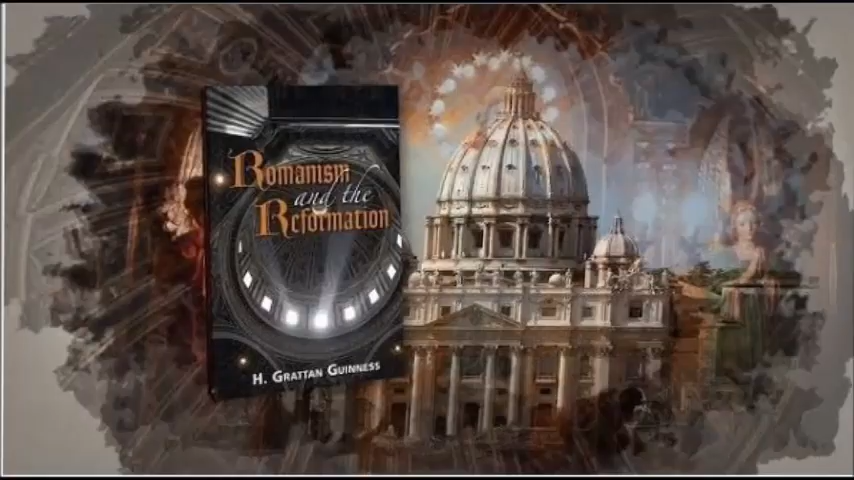 Romanism
and the
Reformation
H. GRATTAN GUINNESS